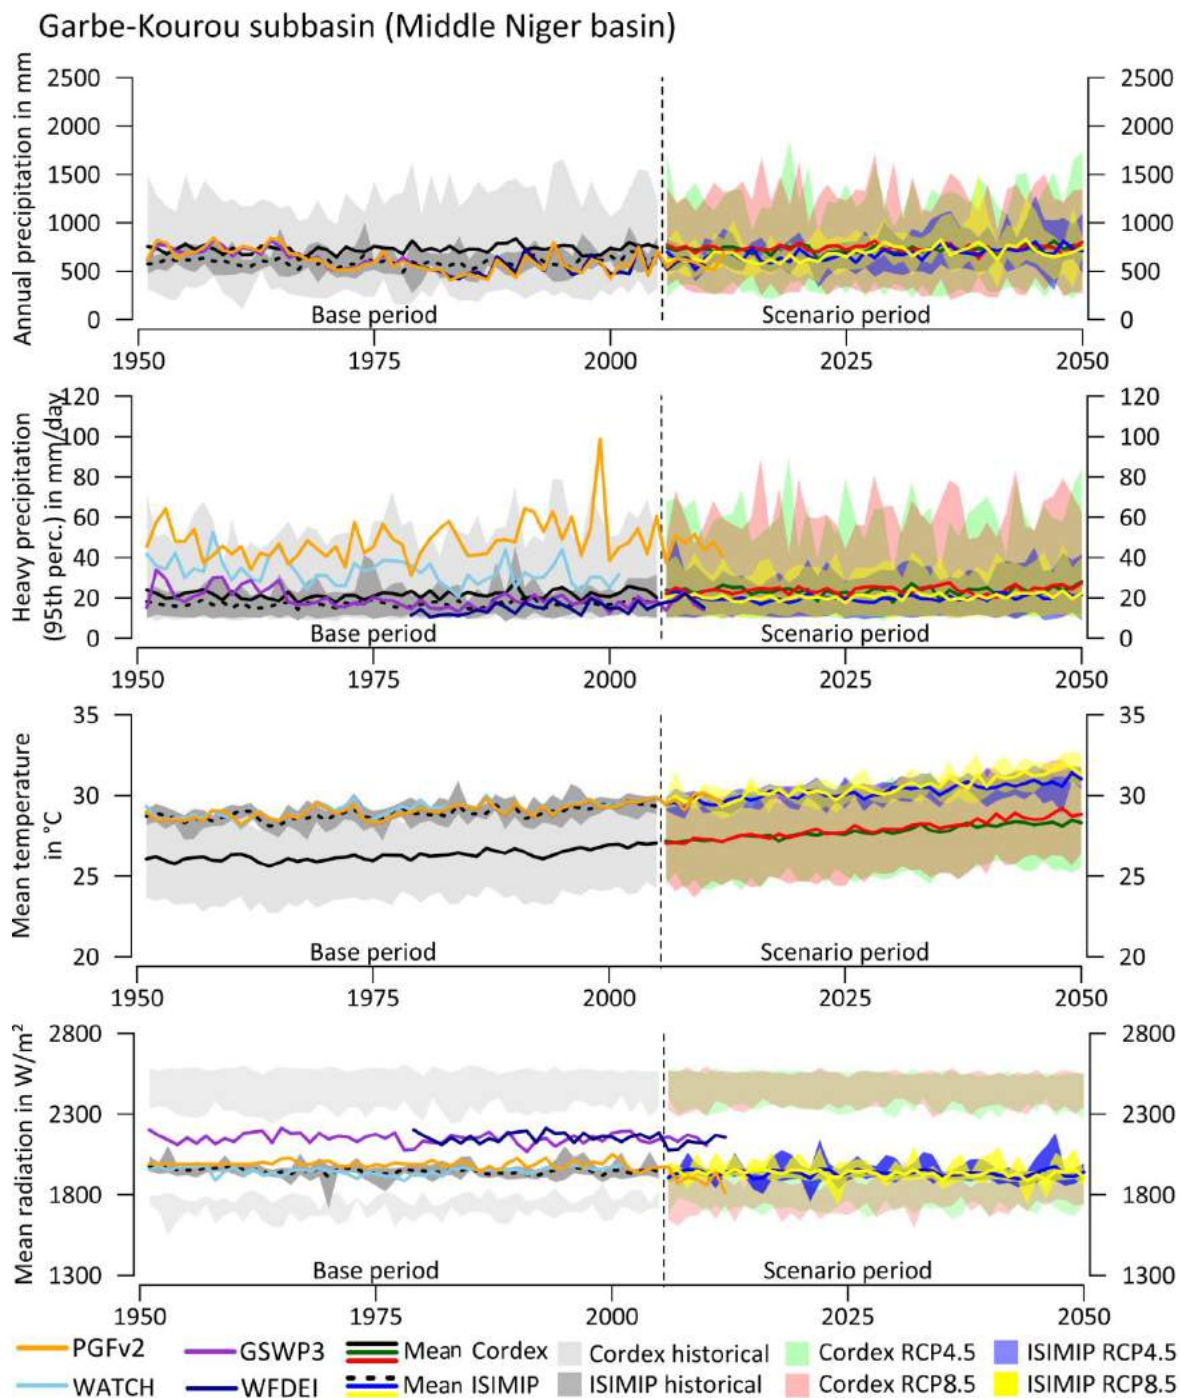 Garbe-Kourou subbasin (Middle Niger basin)
Annual precipitation in mm
2500 2500
2000 2000
1500 1500
1000 1000
500 500
0 0
Base period Scenario period
1950 1975 2000 2025 2050
Heavy precipitation
(95th perc.) in mm/day
120 120
100 100
80 80
60 60
40 40
20 20
0 0
Base period Scenario period
1950 1975 2000 2025 2050
Mean temperature
in °C
35 35
30 30
25 25
20 20
Base period Scenario period
1950 1975 2000 2025 2050
Mean radiation in W/m²
2800 2800
2300 2300
1800 1800
1300 1300
Base period Scenario period
1950 1975 2000 2025 2050
PGFv2 GSWP3 Mean Cordex Cordex historical Cordex RCP4.5 ISIMIP RCP4.5
WATCH WFDEI Mean ISIMIP ISIMIP historical Cordex RCP8.5 ISIMIP RCP8.5